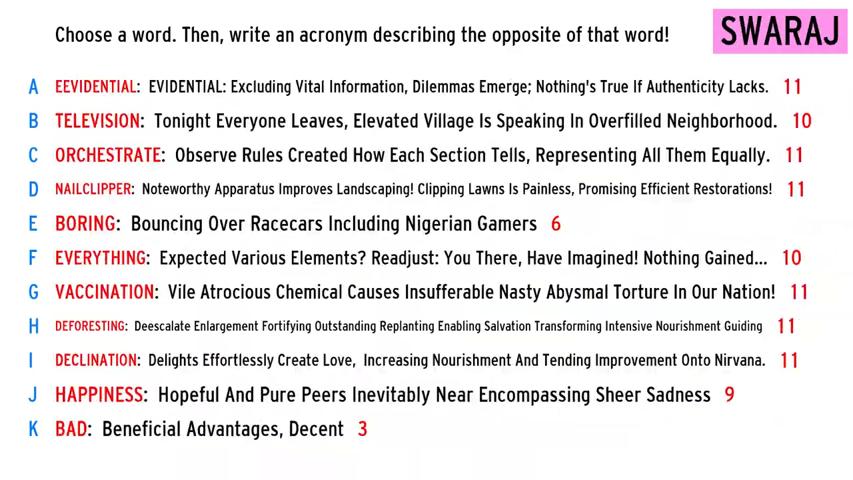 Choose a word. Then, write an acronym describing the opposite of that word!
SWARAJ
A EEVIDENTIAL: EVIDENTIAL: Excluding Vital Information, Dilemmas Emerge; Nothing's True If Authenticity Lacks. 11
B TELEVISION: Tonight Everyone Leaves, Elevated Village Is Speaking In Overfilled Neighborhood. 10
C ORCHESTRATE: Observe Rules Created How Each Section Tells, Representing All Them Equally. 11
D NAILCLIPPER: Noteworthy Apparatus Improves Landscaping! Clipping Lawns Is Painless, Promising Efficient Restorations! 11
E BORING: Bouncing Over Racecars Including Nigerian Gamers 6
F EVERYTHING: Expected Various Elements? Readjust: You There, Have Imagined! Nothing Gained... 10
G VACCINATION: Vile Atrocious Chemical Causes Insufferable Nasty Abysmal Torture In Our Nation! 11
H DEFORESTING: Deescalate Enlargement Fortifying Outstanding Replanting Enabling Salvation Transforming Intensive Nourishment Guiding 11
I DECLINATION: Delights Effortlessly Create Love, Increasing Nourishment And Tending Improvement Onto Nirvana. 11
J HAPPINESS: Hopeful And Pure Peers Inevitably Near Encompassing Sheer Sadness 9
K BAD: Beneficial Advantages, Decent 3